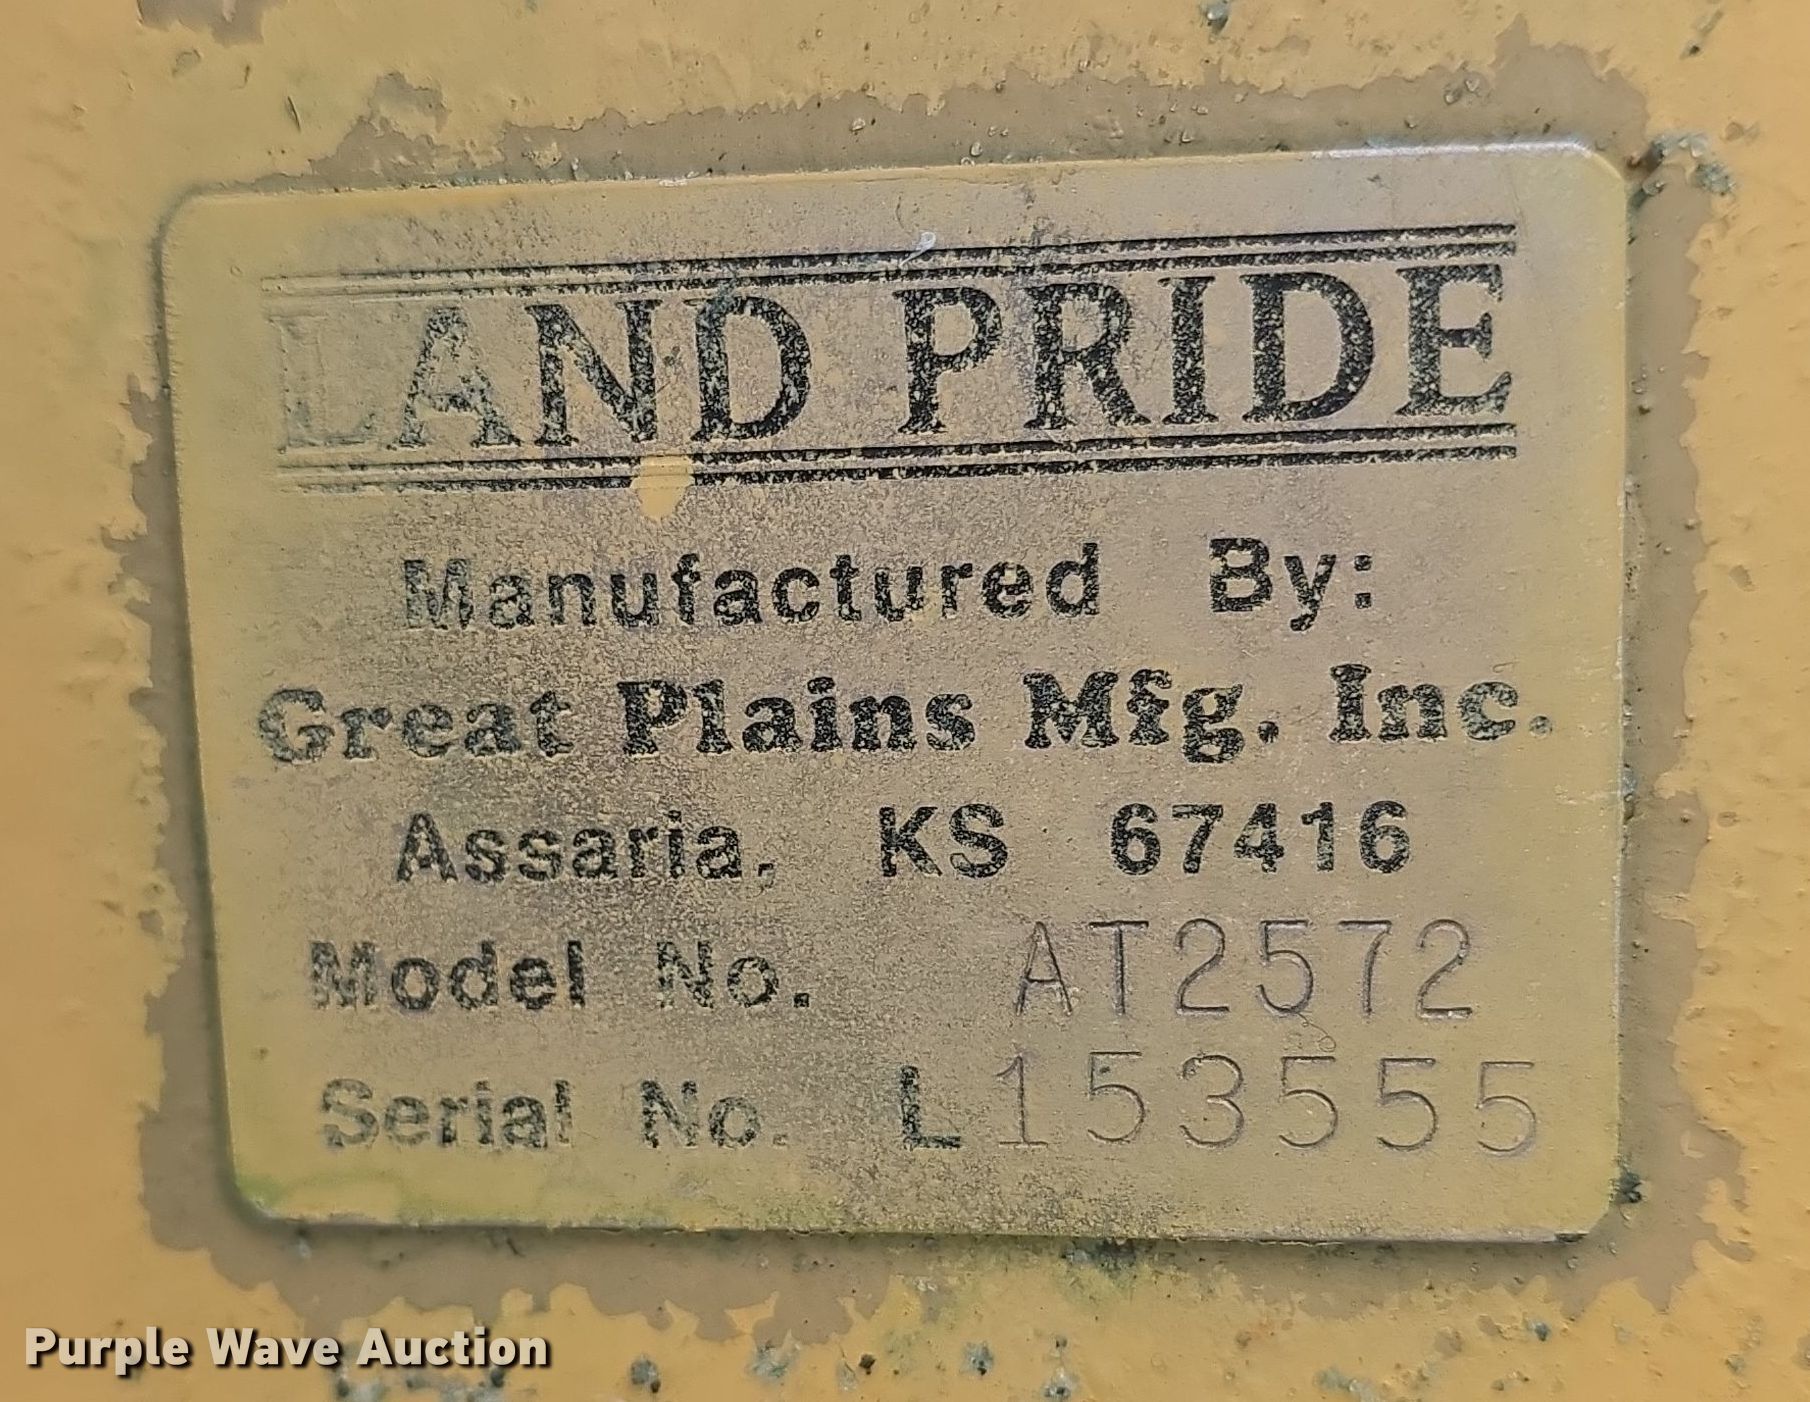 LAND PRIDE
Manufactured By:
Great Plains Mfg. Inc.
Assaria, KS 67416
Model No. AT2572
Serial No. L 153555
Purple Wave Auction